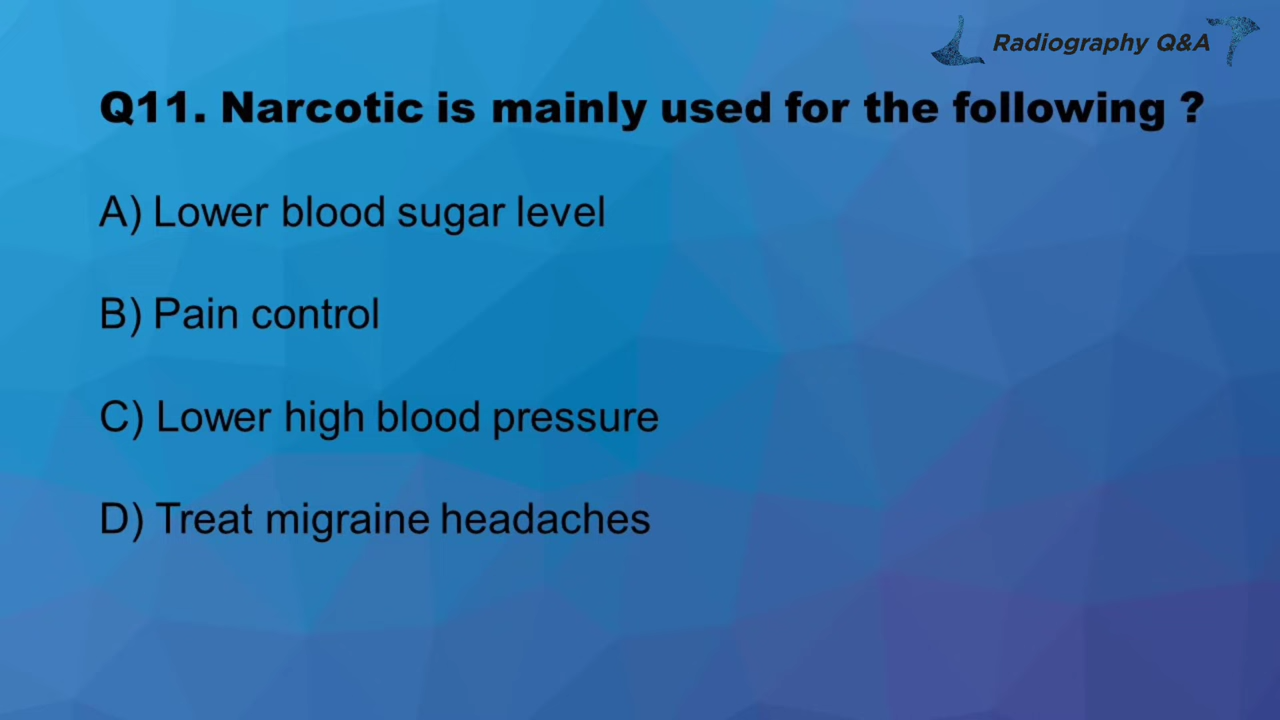 Radiography Q&A
Q11. Narcotic is mainly used for the following ?
A) Lower blood sugar level
B) Pain control
C) Lower high blood pressure
D) Treat migraine headaches